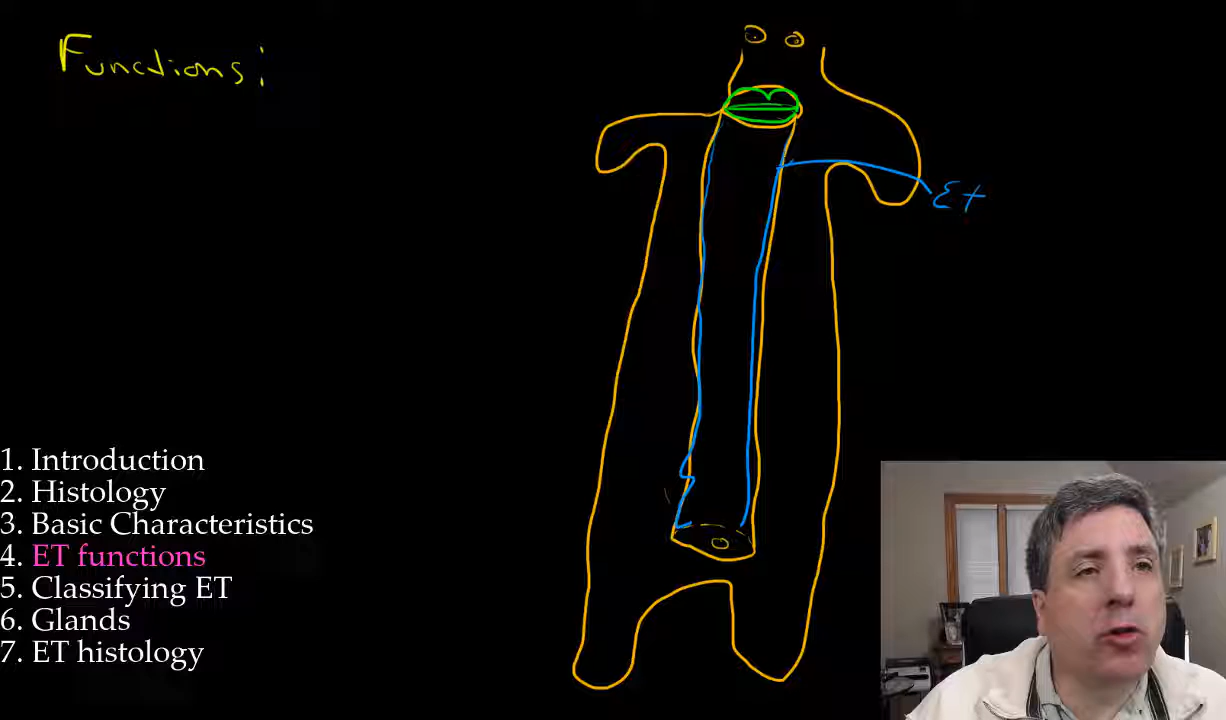 Functions:
Et
1. Introduction
2. Histology
3. Basic Characteristics
4. ET functions
5. Classifying ET
6. Glands
7. ET histology